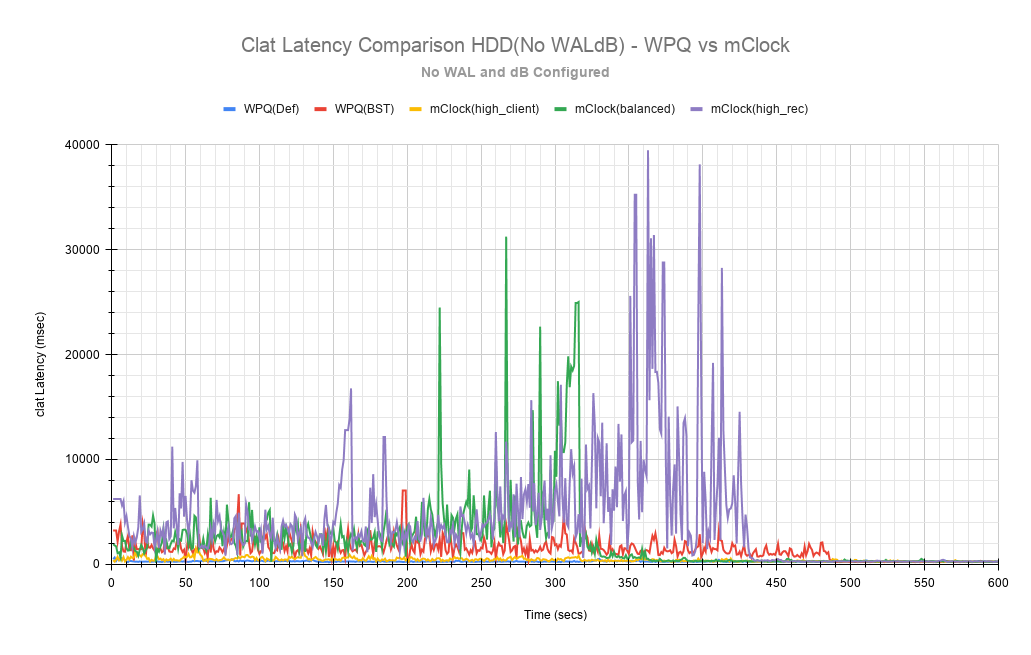 Clat Latency Comparison HDD(No WALdB) - WPQ vs mClock
No WAL and dB Configured
WPQ(Def) WPQ(BST) mClock(high_client) mClock(balanced) mClock(high_rec)
40000
30000
20000
10000
0
clat Latency (msec)
0 50 100 150 200 250 300 350 400 450 500 550 600
Time (secs)